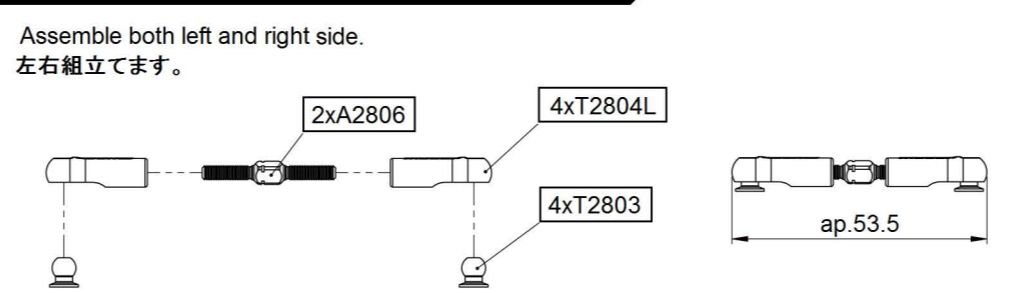 Assemble both left and right side.
左右組立てます。
2xA2806
4xT2804L
4xT2803
ap.53.5